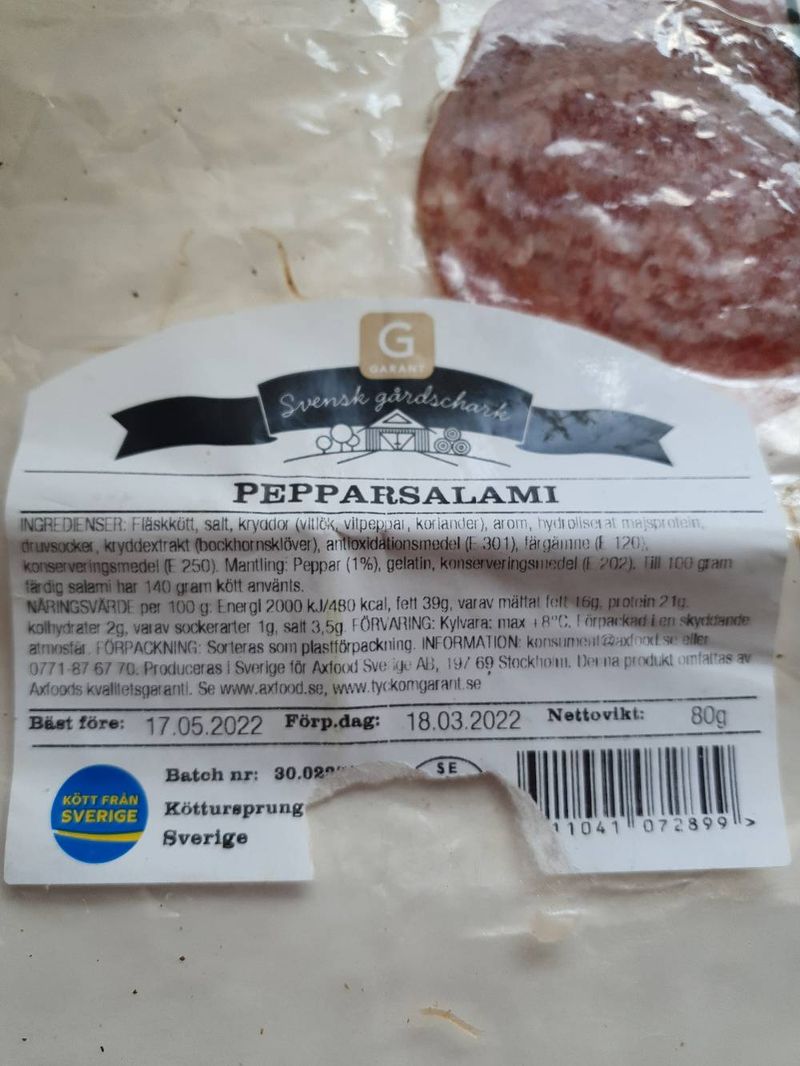 G
GARANT
Svensk gårdschark
PEPPARSALAMI
INGREDIENSER: Fläskkött, salt, kryddor (vitlök, vitpeppar, koriander), arom, hydroliserat majsprotein,
druvsocker, kryddextrakt (bockhornsklöver), antioxidationsmedel (E 301), färgämne (E 120),
konserveringsmedel (E 250). Mantling: Peppar (1%), gelatin, konserveringsmedel (E 202). Till 100 gram
färdig salami har 140 gram kött använts.
NÄRINGSVÄRDE per 100 g: Energi 2000 kJ/480 kcal, fett 39g, varav mättat fett 16g, protein 21g,
kolhydrater 2g, varav sockerarter 1g, salt 3,5g. FÖRVARING: Kylvara: max +8°C. Förpackad i en skyddande
atmosfär. FÖRPACKNING: Sorteras som plastförpackning. INFORMATION: konsument@axfood.se eller
0771-87 67 70. Produceras i Sverige för Axfood Sverige AB, 107 69 Stockholm. Denna produkt omfattas av
Axfoods kvalitetsgaranti. Se www.axfood.se, www.tyckomgarant.se
Bäst före: 17.05.2022 Förp.dag: 18.03.2022 Nettovikt: 80g
KÖTT FRÅN
SVERIGE
Batch nr: 30.022
Köttursprung
Sverige
SE
11041 072899 >